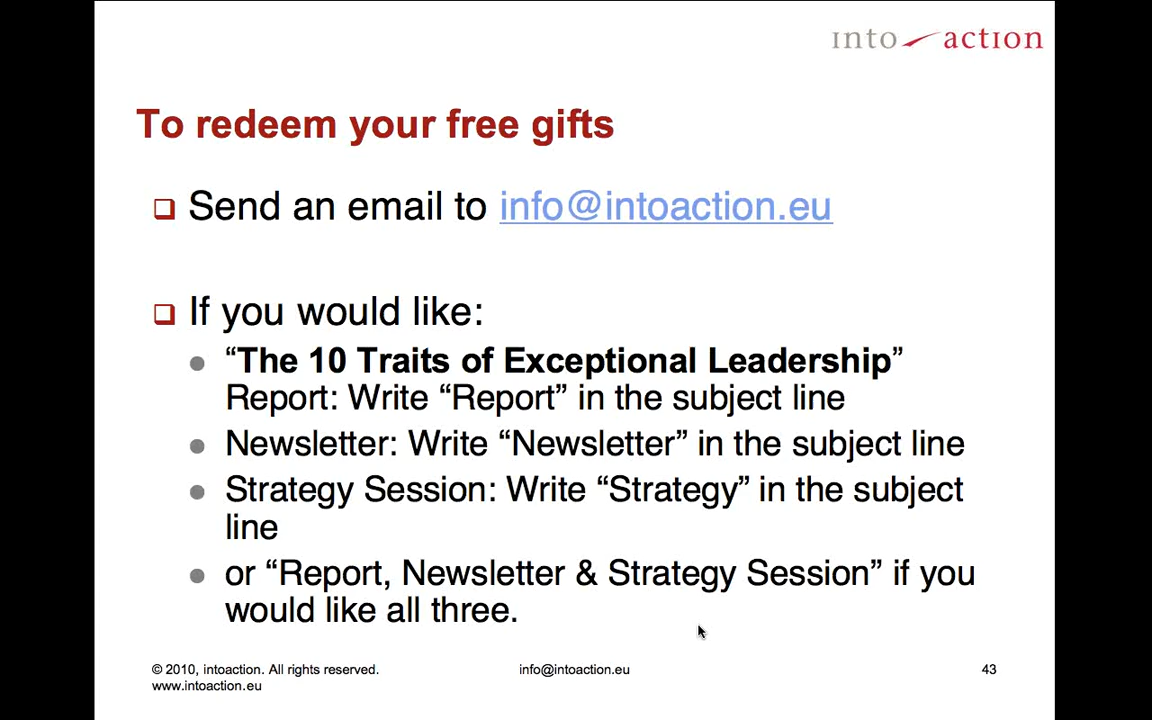 into action
To redeem your free gifts
Send an email to info@intoaction.eu
If you would like:
“The 10 Traits of Exceptional Leadership”
Report: Write “Report” in the subject line
Newsletter: Write “Newsletter” in the subject line
Strategy Session: Write “Strategy” in the subject
line
or “Report, Newsletter & Strategy Session” if you
would like all three.
© 2010, intoaction. All rights reserved.
www.intoaction.eu
info@intoaction.eu
43